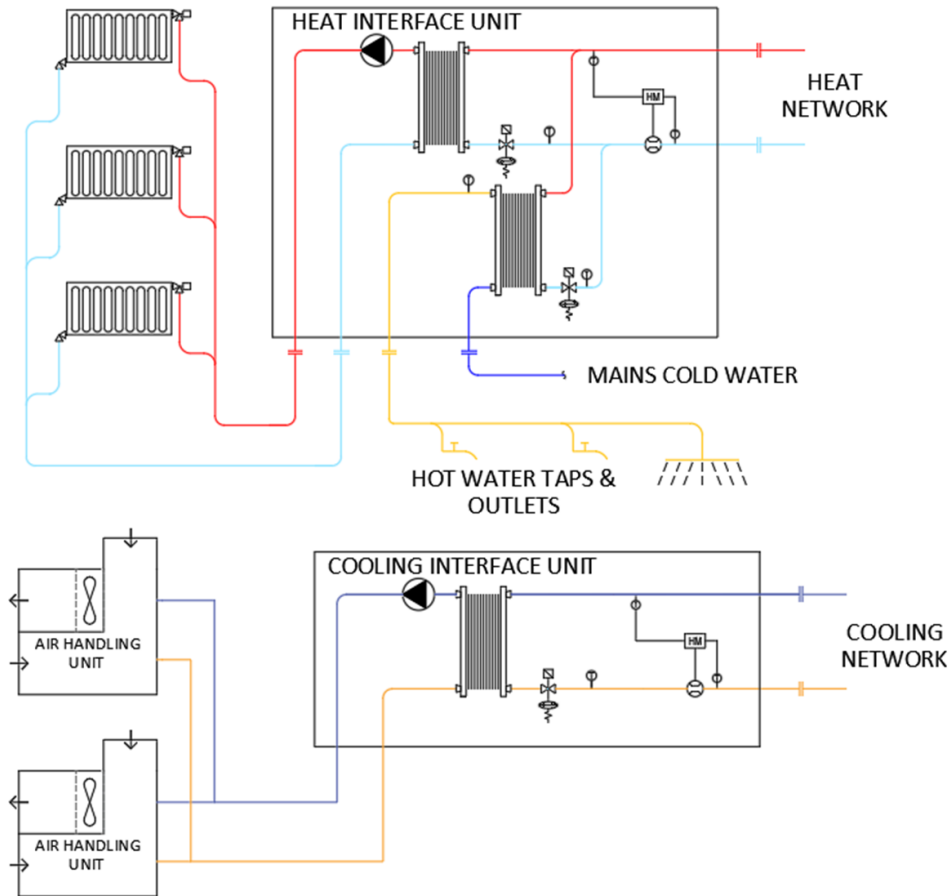 HEAT INTERFACE UNIT
HEAT
NETWORK
HM
MAINS COLD WATER
HOT WATER TAPS &
OUTLETS
COOLING INTERFACE UNIT
COOLING
NETWORK
HM
AIR HANDLING
UNIT
AIR HANDLING
UNIT